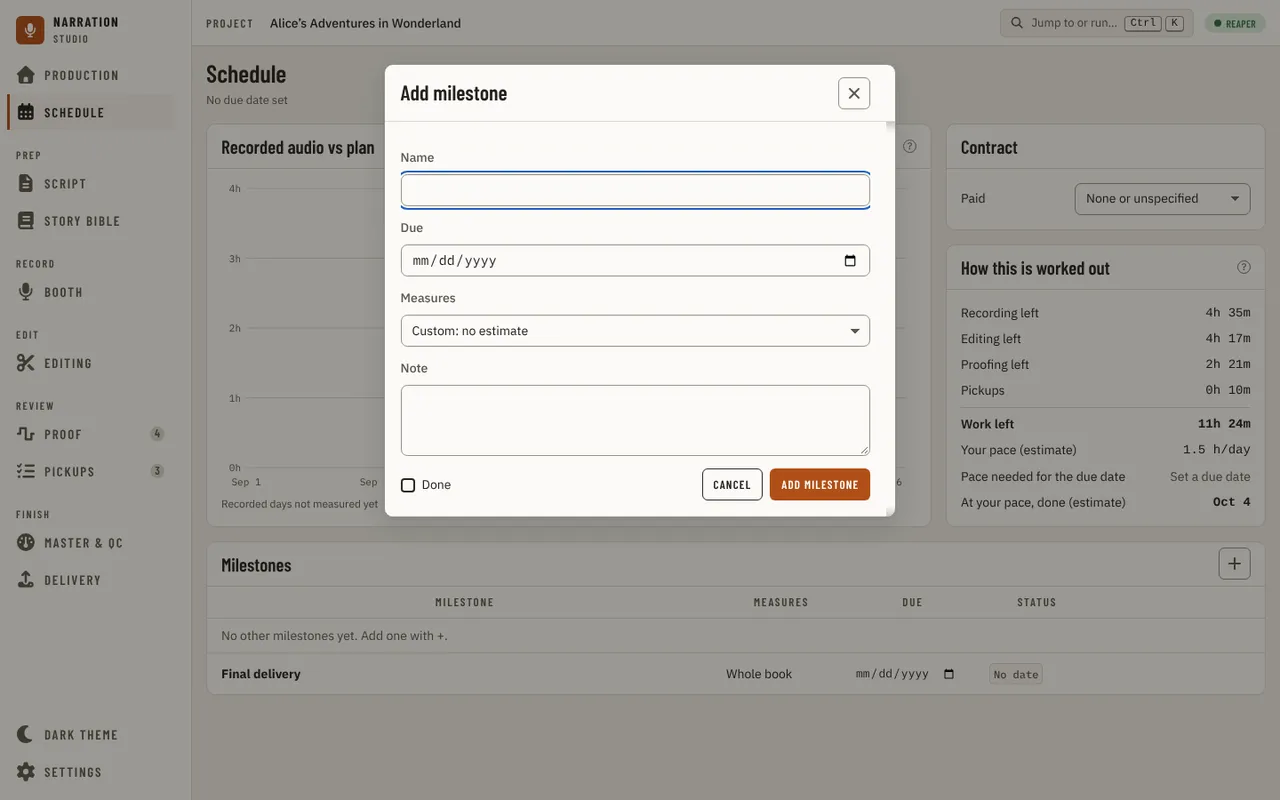 NARRATION
STUDIO
PROJECT Alice's Adventures in Wonderland
Jump to or run... Ctrl K
REAPER
PRODUCTION
SCHEDULE
PREP
SCRIPT
STORY BIBLE
RECORD
BOOTH
EDIT
EDITING
REVIEW
PROOF 4
PICKUPS 3
FINISH
MASTER & QC
DELIVERY
DARK THEME
SETTINGS
Schedule
No due date set
Recorded audio vs plan
?
4h
3h
2h
1h
0h
Sep 1
Sep
6
Recorded days not measured yet
Add milestone
Name
Due
mm/dd/yyyy
Measures
Custom: no estimate
Note
Done
CANCEL
ADD MILESTONE
Contract
Paid None or unspecified
How this is worked out
?
Recording left 4h 35m
Editing left 4h 17m
Proofing left 2h 21m
Pickups 0h 10m
Work left 11h 24m
Your pace (estimate) 1.5 h/day
Pace needed for the due date Set a due date
At your pace, done (estimate) Oct 4
Milestones
+
MILESTONE MEASURES DUE STATUS
No other milestones yet. Add one with +.
Final delivery Whole book mm/dd/yyyy No date